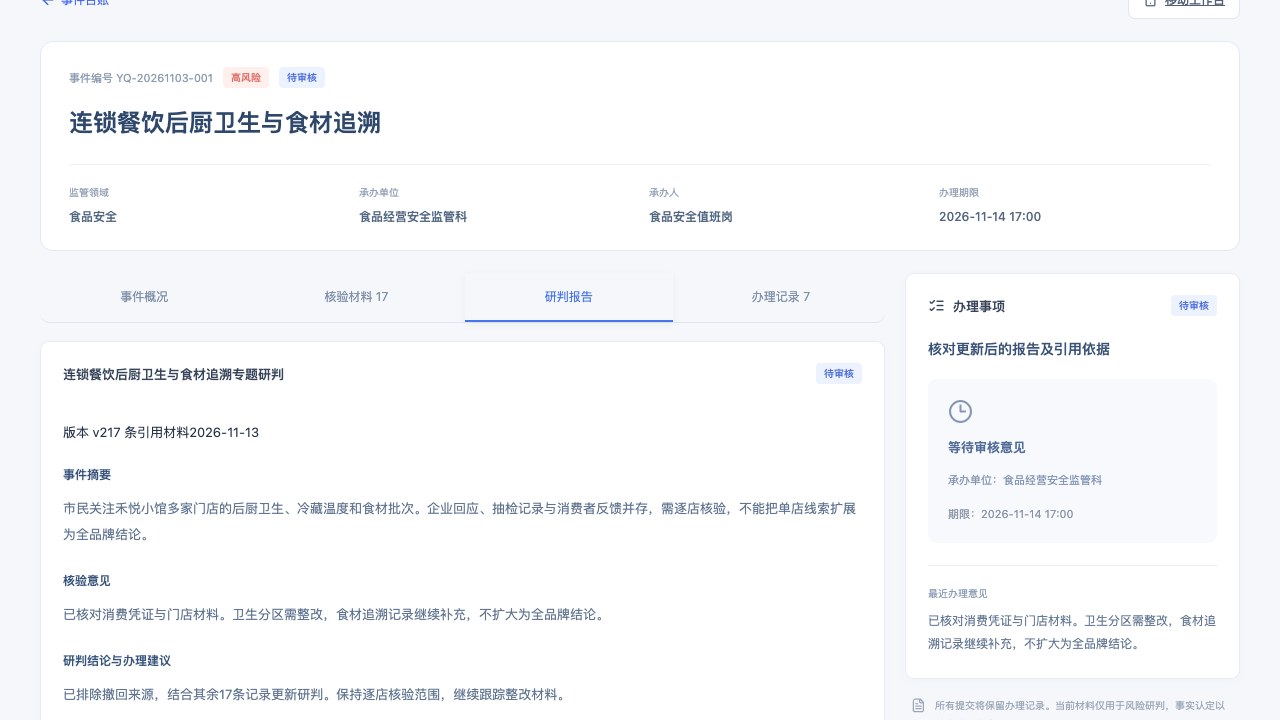 事件台账
移动工作台
事件编号 YQ-20261103-001 高风险 待审核
连锁餐饮后厨卫生与食材追溯
监管领域
食品安全
承办单位
食品经营安全监管科
承办人
食品安全值班岗
办理期限
2026-11-14 17:00
事件概况
核验材料 17
研判报告
办理记录 7
连锁餐饮后厨卫生与食材追溯专题研判
待审核
版本 v217 条引用材料2026-11-13
事件摘要
市民关注禾悦小馆多家门店的后厨卫生、冷藏温度和食材批次。企业回应、抽检记录与消费者反馈并存，需逐店核验，不能把单店线索扩展
为全品牌结论。
核验意见
已核对消费凭证与门店材料。卫生分区需整改，食材追溯记录继续补充，不扩大为全品牌结论。
研判结论与办理建议
已排除撤回来源，结合其余17条记录更新研判。保持逐店核验范围，继续跟踪整改材料。
办理事项
待审核
核对更新后的报告及引用依据
等待审核意见
承办单位：食品经营安全监管科
期限：2026-11-14 17:00
最近办理意见
已核对消费凭证与门店材料。卫生分区需整改，食材追
溯记录继续补充，不扩大为全品牌结论。
所有提交将保留办理记录。当前材料仅用于风险研判，事实认定以